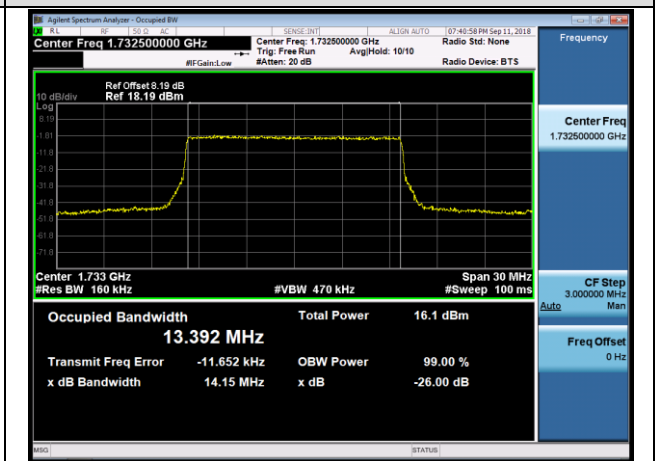 Agilent Spectrum Analyzer - Occupied BW
RL RF 50 Ω AC SENSE:INT ALIGN AUTO 07:40:58 PM Sep 11, 2018
Center Freq 1.732500000 GHz Center Freq: 1.732500000 GHz Radio Std: None Frequency
Trig: Free Run Avg|Hold: 10/10
#IFGain:Low #Atten: 20 dB Radio Device: BTS
Ref Offset 8.19 dB
10 dB/div Ref 18.19 dBm
Log
8.19
-1.81
-11.8
-21.8
-31.8
-41.8
-51.8
-61.8
-71.8
Center Freq
1.732500000 GHz
Center 1.733 GHz Span 30 MHz
#Res BW 160 kHz #VBW 470 kHz #Sweep 100 ms
CF Step
3.000000 MHz
Auto Man
Occupied Bandwidth Total Power 16.1 dBm
13.392 MHz
Transmit Freq Error -11.652 kHz OBW Power 99.00 %
x dB Bandwidth 14.15 MHz x dB -26.00 dB
Freq Offset
0 Hz
MSG STATUS